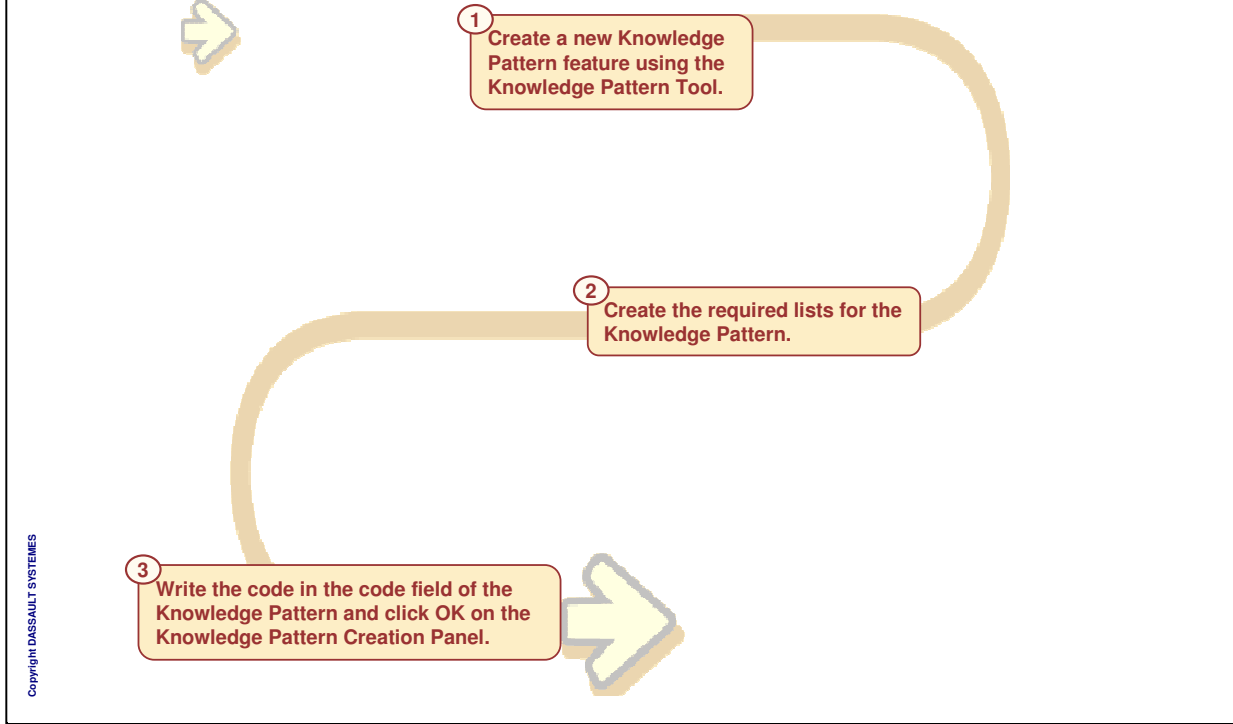 1
Create a new Knowledge
Pattern feature using the
Knowledge Pattern Tool.
2
Create the required lists for the
Knowledge Pattern.
3
Write the code in the code field of the
Knowledge Pattern and click OK on the
Knowledge Pattern Creation Panel.
Copyright DASSAULT SYSTEMES